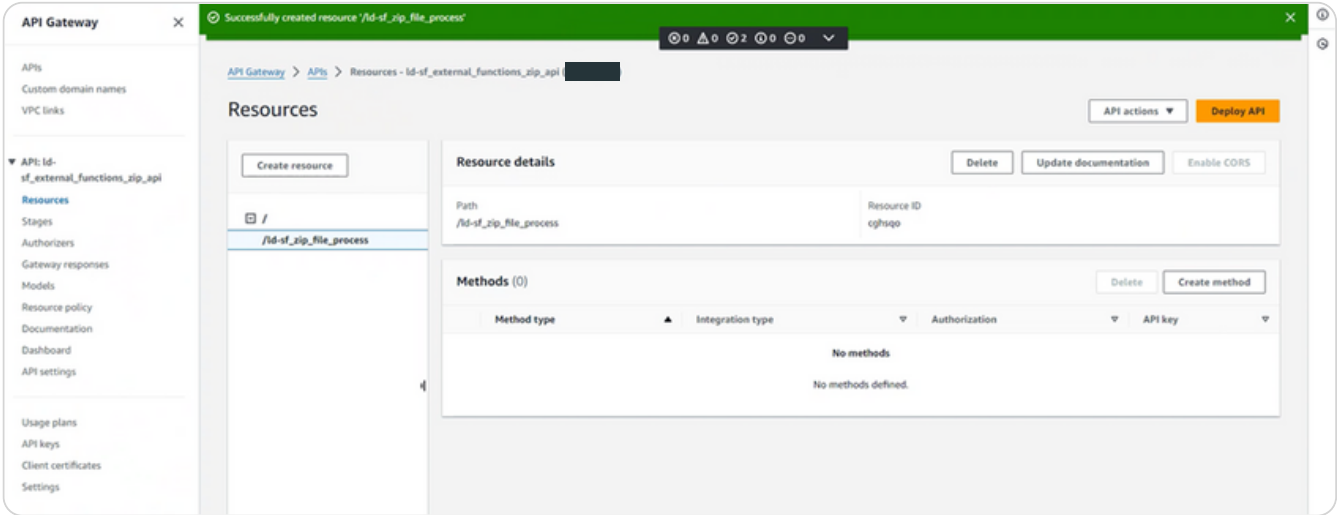 API Gateway
Successfully created resource '/ld-sf_zip_file_process'
0 0 2 0 0
APIs
Custom domain names
VPC links
API Gateway > APIs > Resources - ld-sf_external_functions_zip_api ( )
Resources
API actions
Deploy API
API: ld-
sf_external_functions_zip_api
Resources
Stages
Authorizers
Gateway responses
Models
Resource policy
Documentation
Dashboard
API settings
Usage plans
API keys
Client certificates
Settings
Create resource
/
/ld-sf_zip_file_process
Resource details
Delete
Update documentation
Enable CORS
Path
/ld-sf_zip_file_process
Resource ID
cghsqo
Methods (0)
Delete
Create method
Method type
Integration type
Authorization
API key
No methods
No methods defined.